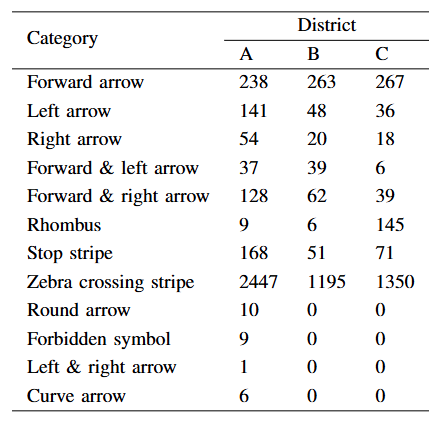 Category District
A B C
Forward arrow 238 263 267
Left arrow 141 48 36
Right arrow 54 20 18
Forward & left arrow 37 39 6
Forward & right arrow 128 62 39
Rhombus 9 6 145
Stop stripe 168 51 71
Zebra crossing stripe 2447 1195 1350
Round arrow 10 0 0
Forbidden symbol 9 0 0
Left & right arrow 1 0 0
Curve arrow 6 0 0